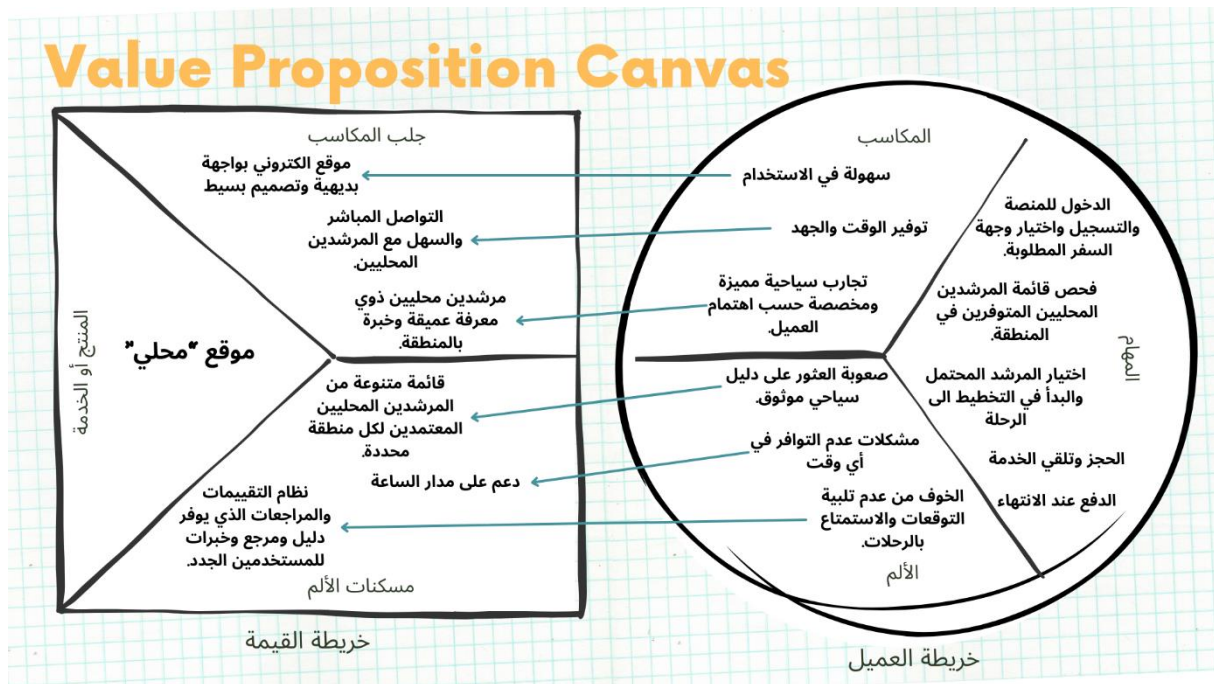 Value Proposition Canvas
المكاسب
سهولة في الاستخدام
توفير الوقت والجهد
تجارب سياحية مميزة
ومخصصة حسب اهتمام
العميل.
المهام
الدخول للمنصة
والتسجيل واختيار وجهة
السفر المطلوبة.
فحص قائمة المرشدين
المحليين المتوفرين في
المنطقة.
اختيار المرشد المحتمل
والبدأ في التخطيط الى
الرحلة
الحجز وتلقي الخدمة
الدفع عند الانتهاء
صعوبة العثور على دليل
سياحي موثوق.
مشكلات عدم التوافر في
أي وقت
الخوف من عدم تلبية
التوقعات والاستمتاع
بالرحلات.
الألم
خريطة العميل
جلب المكاسب
موقع الكتروني بواجهة
بديهية وتصميم بسيط
التواصل المباشر
والسهل مع المرشدين
المحليين.
مرشدين محليين ذوي
معرفة عميقة وخبرة
بالمنطقة.
المنتج أو الخدمة
موقع “محلي”
قائمة متنوعة من
المرشدين المحليين
المعتمدين لكل منطقة
محددة.
دعم على مدار الساعة
نظام التقييمات
والمراجعات الذي يوفر
دليل ومرجع وخبرات
للمستخدمين الجدد.
مسكنات الألم
خريطة القيمة